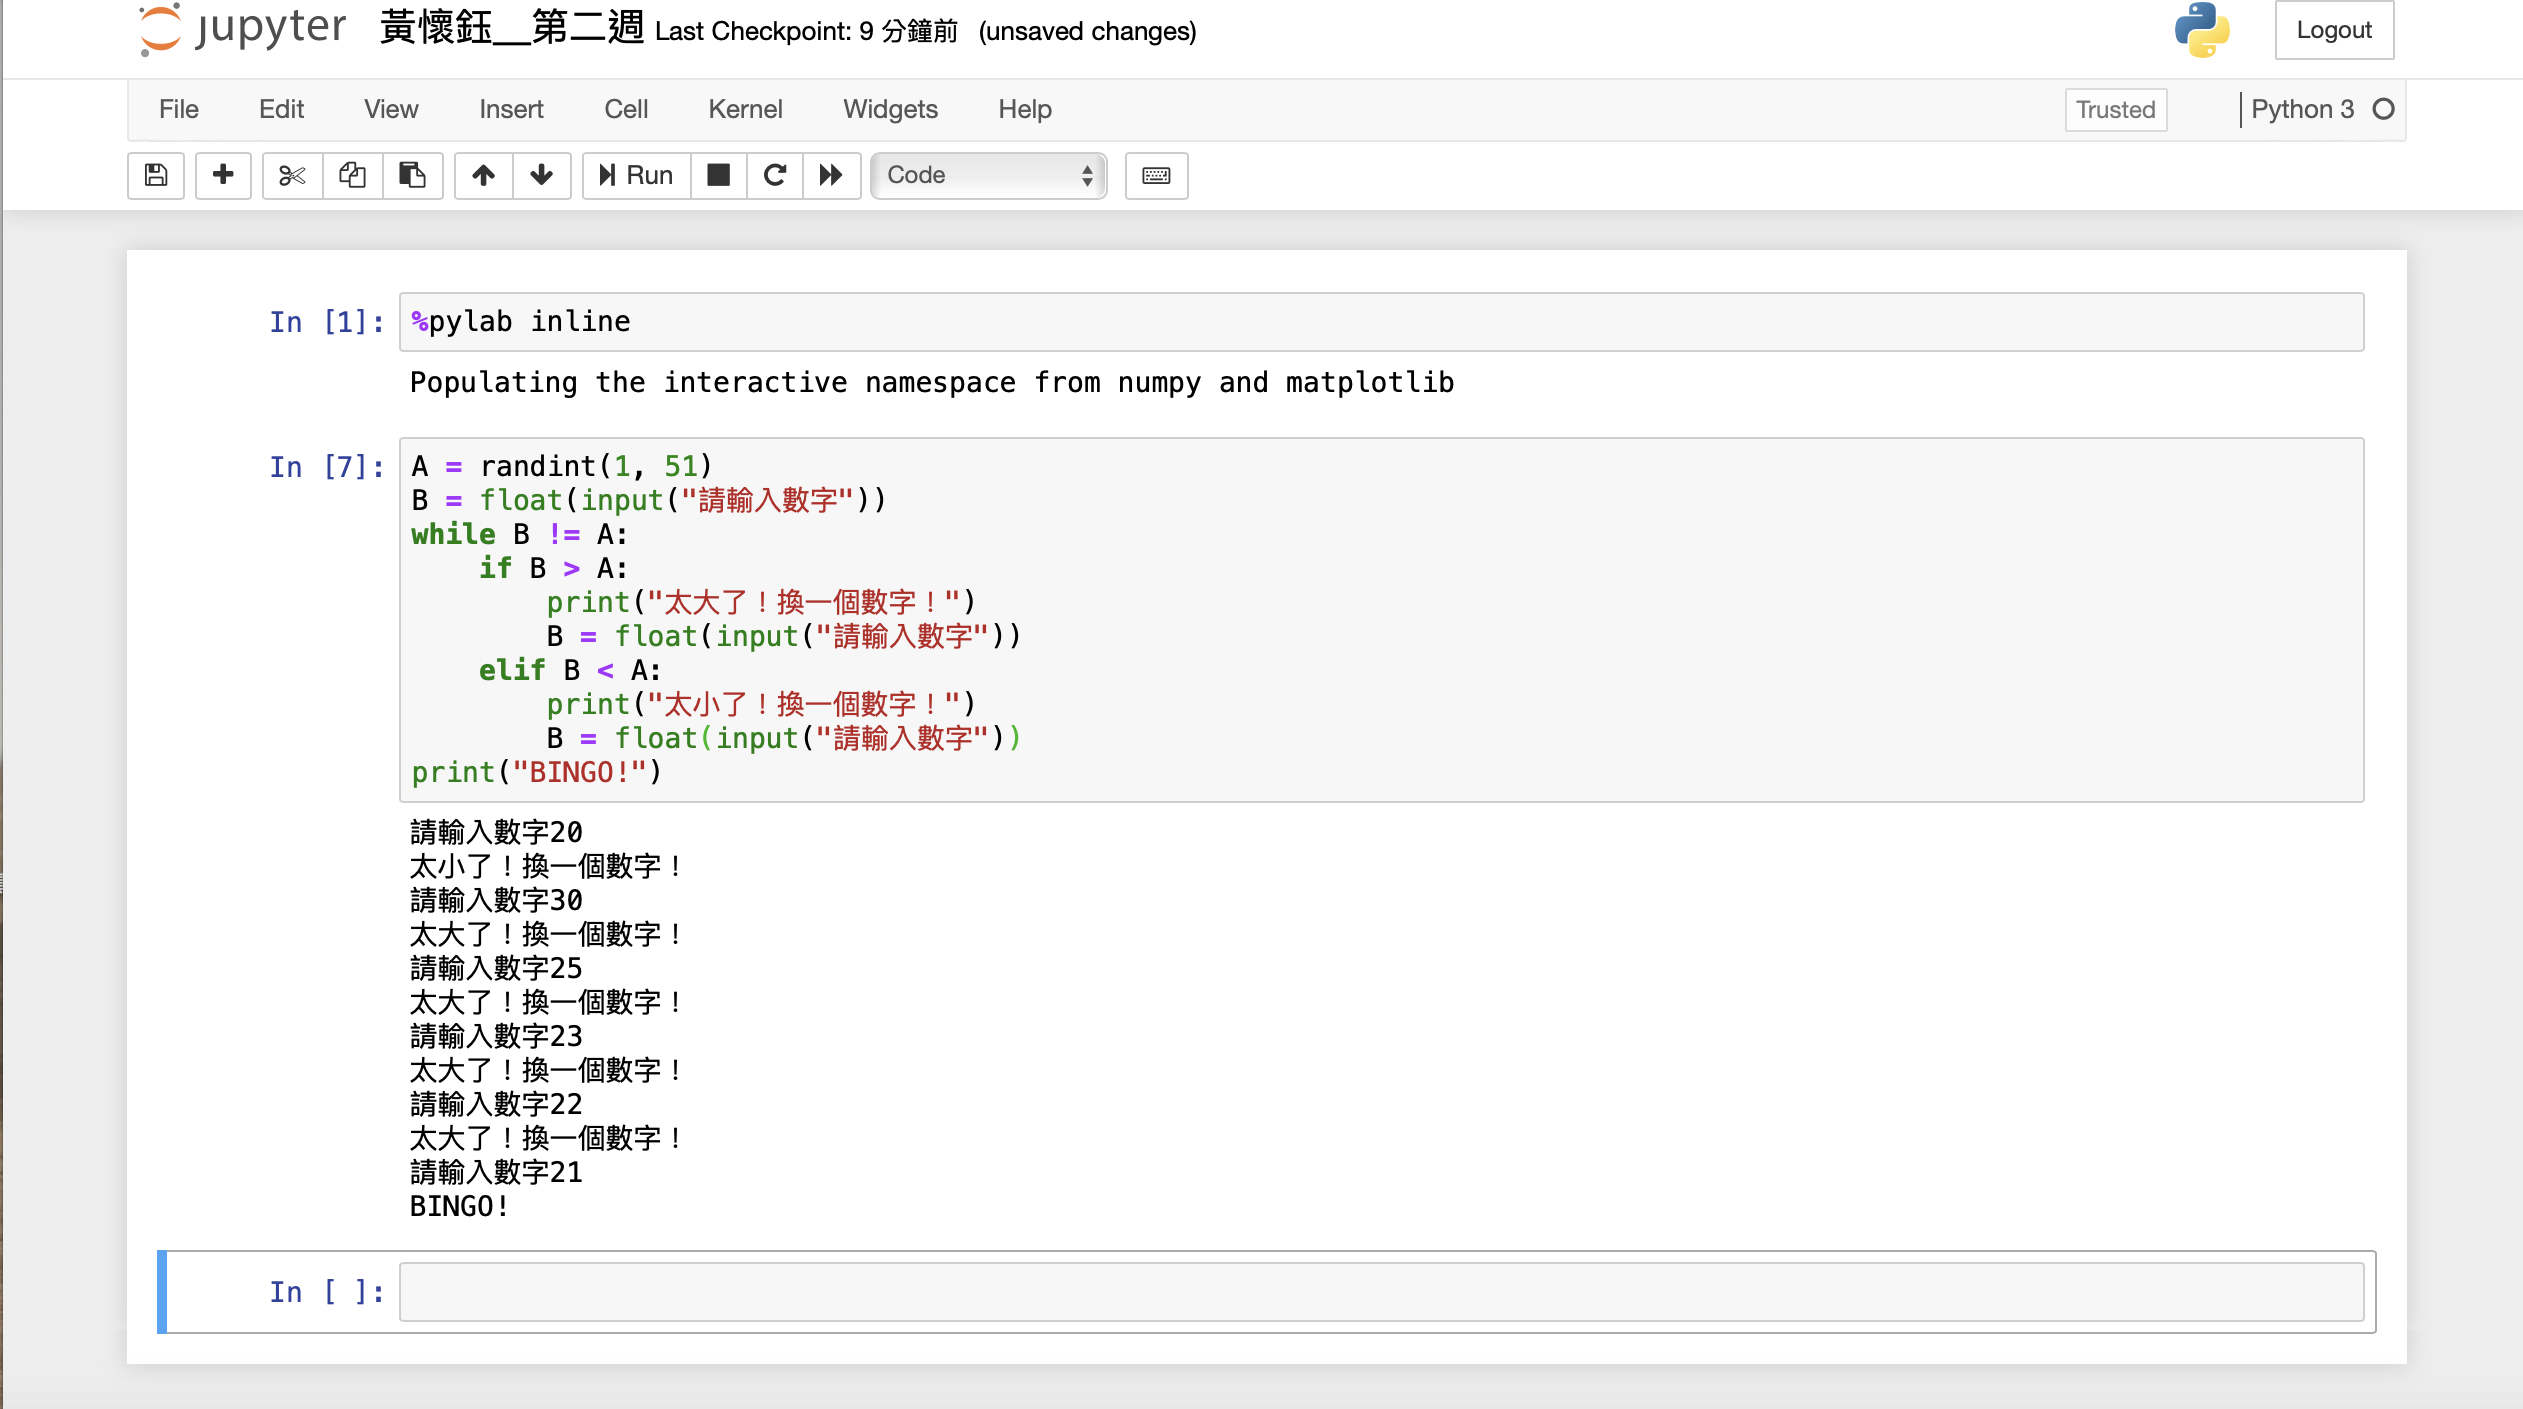 jupyter 黃懷鈺__第二週 Last Checkpoint: 9 分鐘前 (unsaved changes) Logout
File Edit View Insert Cell Kernel Widgets Help Trusted Python 3
Run Code
In [1]: %pylab inline
Populating the interactive namespace from numpy and matplotlib
In [7]: A = randint(1, 51)
B = float(input("請輸入數字"))
while B != A:
    if B > A:
        print("太大了！換一個數字！")
        B = float(input("請輸入數字"))
    elif B < A:
        print("太小了！換一個數字！")
        B = float(input("請輸入數字"))
print("BINGO!")
請輸入數字20
太小了！換一個數字！
請輸入數字30
太大了！換一個數字！
請輸入數字25
太大了！換一個數字！
請輸入數字23
太大了！換一個數字！
請輸入數字22
太大了！換一個數字！
請輸入數字21
BINGO!
In [ ]: